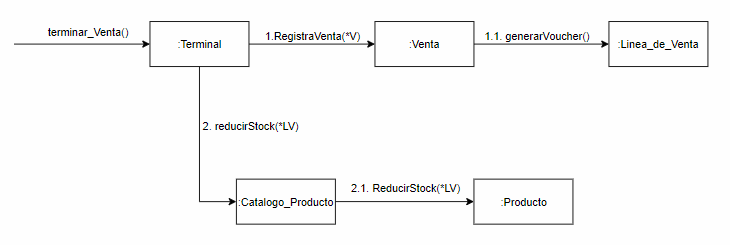 terminar_Venta()
:Terminal
1.RegistraVenta(*V)
:Venta
1.1. generarVoucher()
:Linea_de_Venta
2. reducirStock(*LV)
:Catalogo_Producto
2.1. ReducirStock(*LV)
:Producto